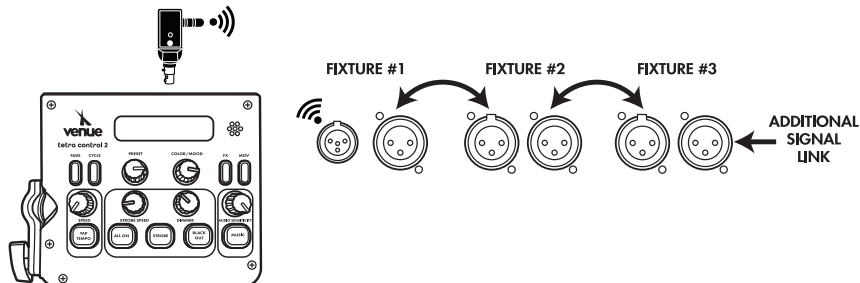 FIXTURE #1
FIXTURE #2
FIXTURE #3
ADDITIONAL
SIGNAL
LINK
venue
tetra control 2
FADE CYCLE
PRESET
COLOR/MOOD
FX MOV
SPEED
STROBE SPEED
DIMMER
AUDIO SENSITIVITY
TAP
TEMPO
ALL ON
STROBE
BLACK
OUT
MUSIC